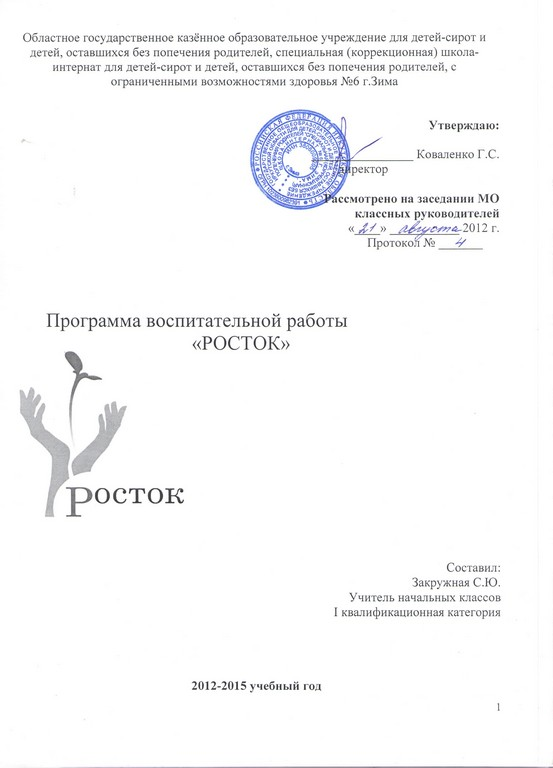 Областное государственное казённое образовательное учреждение для детей-сирот и
детей, оставшихся без попечения родителей, специальная (коррекционная) школа-
интернат для детей-сирот и детей, оставшихся без попечения родителей, с
ограниченными возможностями здоровья №6 г.Зима
Утверждаю:
____________ Коваленко Г.С.
директор
Рассмотрено на заседании МО
классных руководителей
«21» августа 2012 г.
Протокол № 4
Программа воспитательной работы
«РОСТОК»
Росток
Составил:
Закружная С.Ю.
Учитель начальных классов
I квалификационная категория
2012-2015 учебный год
1